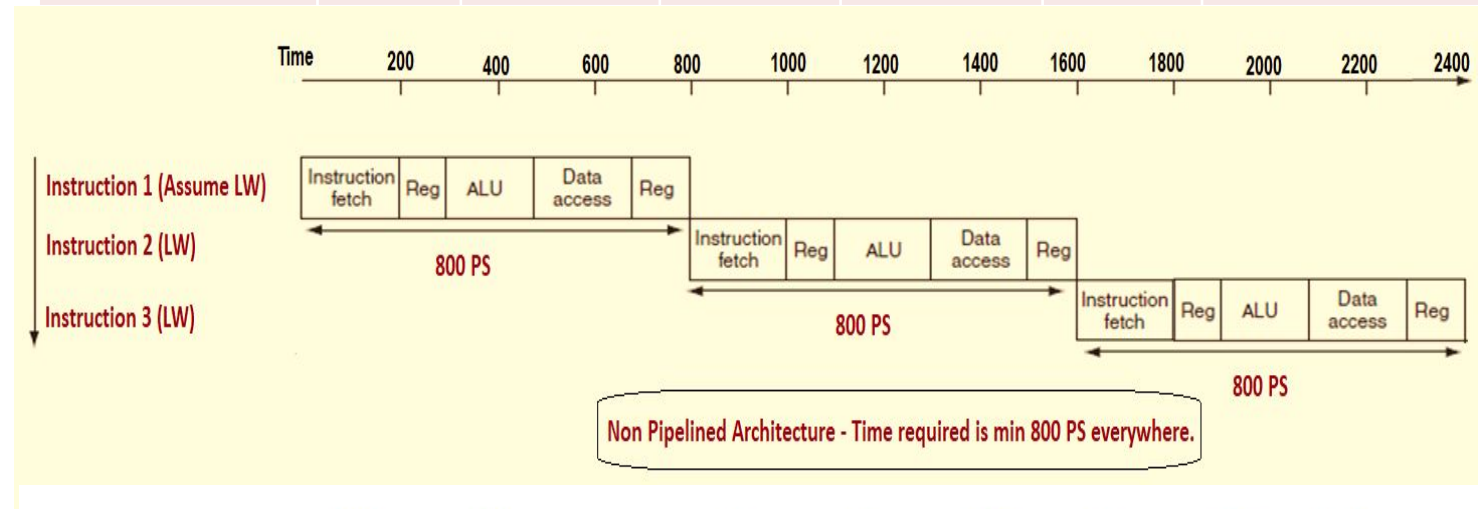 Time 200 400 600 800 1000 1200 1400 1600 1800 2000 2200 2400
Instruction 1 (Assume LW)
Instruction
fetch
Reg
ALU
Data
access
Reg
800 PS
Instruction 2 (LW)
Instruction
fetch
Reg
ALU
Data
access
Reg
800 PS
Instruction 3 (LW)
Instruction
fetch
Reg
ALU
Data
access
Reg
800 PS
Non Pipelined Architecture - Time required is min 800 PS everywhere.